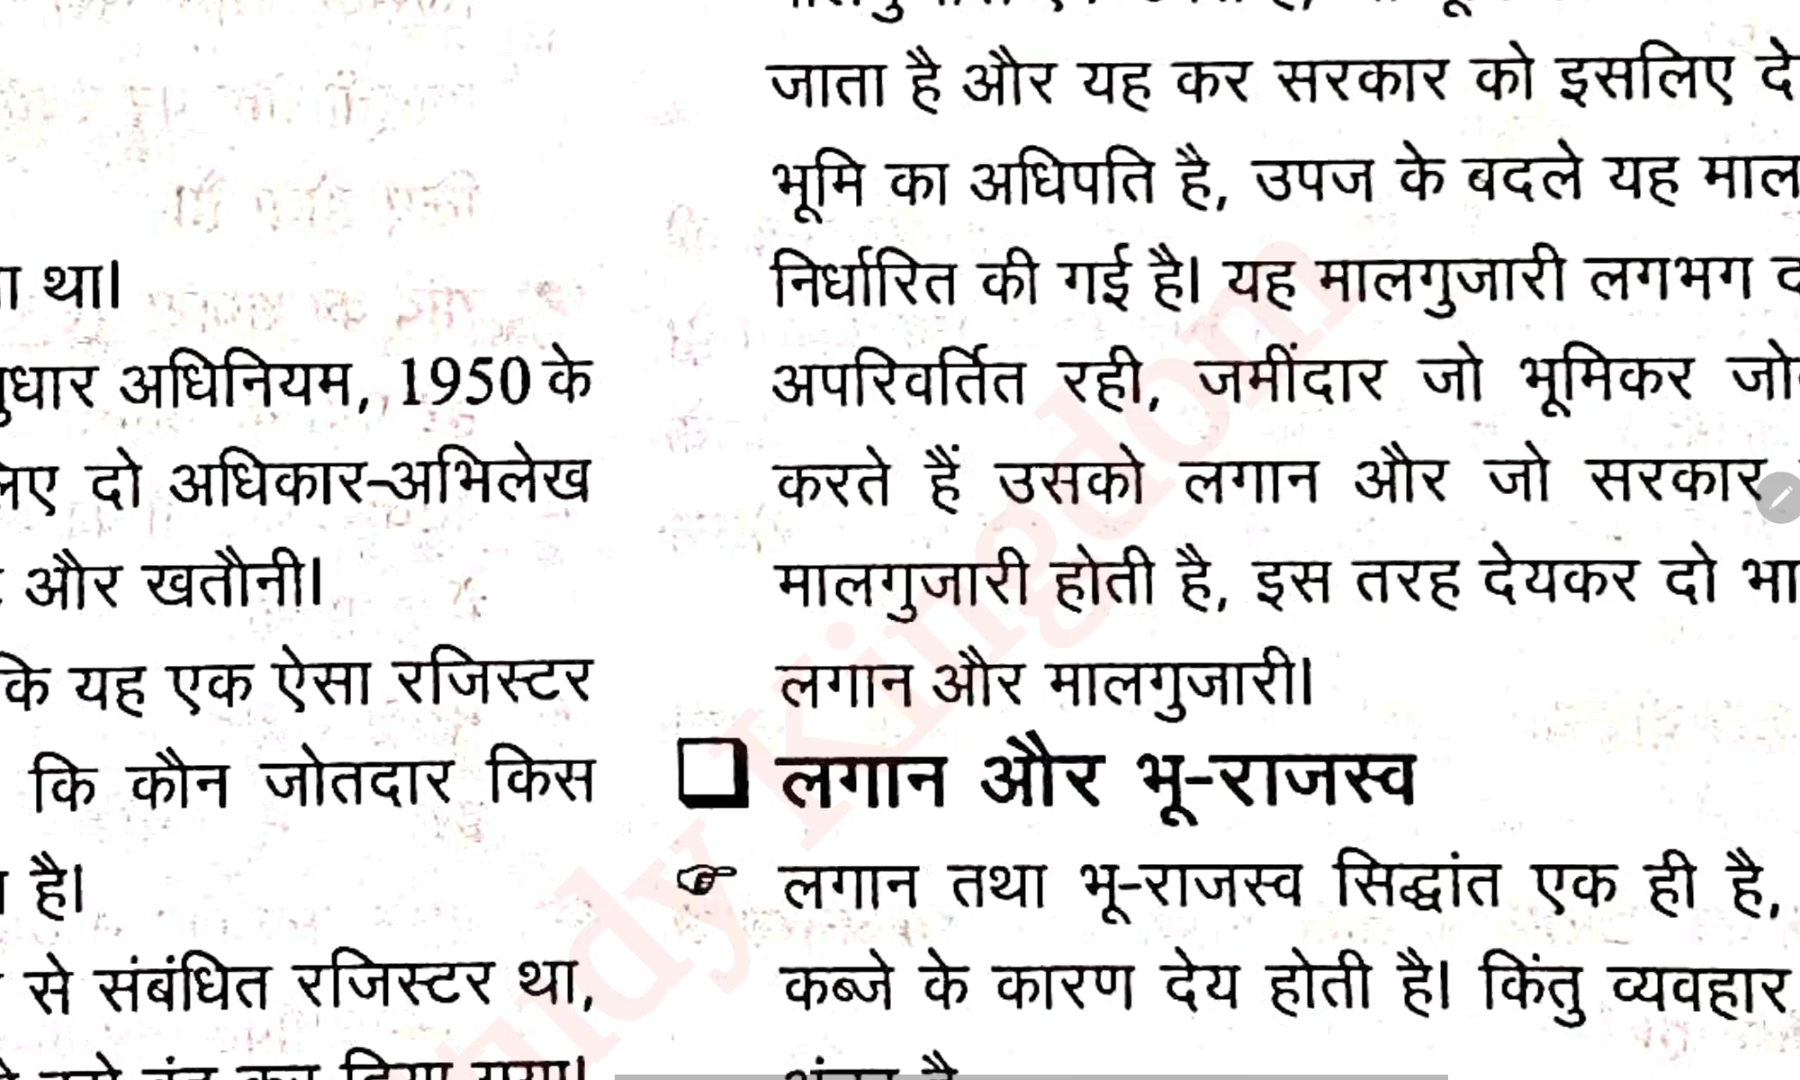 था।
अधिनियम, 1950 के
दो अधिकार-अभिलेख
और खतौनी।
कि यह एक ऐसा रजिस्टर
कि कौन जोतदार किस
है।
से संबंधित रजिस्टर था,
जाता है और यह कर सरकार को इसलिए दे
भूमि का अधिपति है, उपज के बदले यह माल
निर्धारित की गई है। यह मालगुजारी लगभग
अपरिवर्तित रही, जमींदार जो भूमिकर
करते हैं उसको लगान और जो सरकार
मालगुजारी होती है, इस तरह देयकर दो भा
लगान और मालगुजारी।
लगान और भू-राजस्व
लगान तथा भू-राजस्व सिद्धांत एक ही है,
कब्जे के कारण देय होती है। किंतु व्यवहार
Study Kingdom